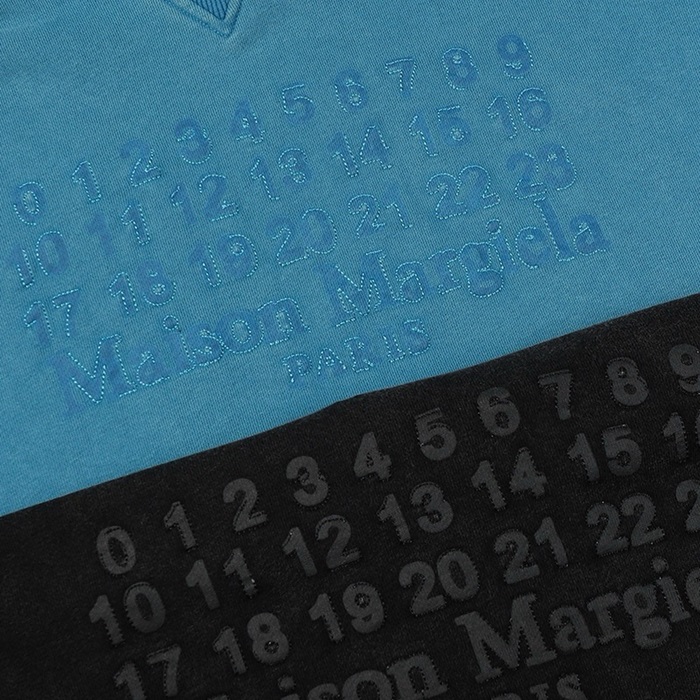 0 1 2 3 4 5 6 7 8 9
10 11 12 13 14 15 16
17 18 19 20 21 22 23
Maison Margiela
PARIS
0 1 2 3 4 5 6 7 8 9
10 11 12 13 14 15
17 18 19 20 21 22
Maison Margie